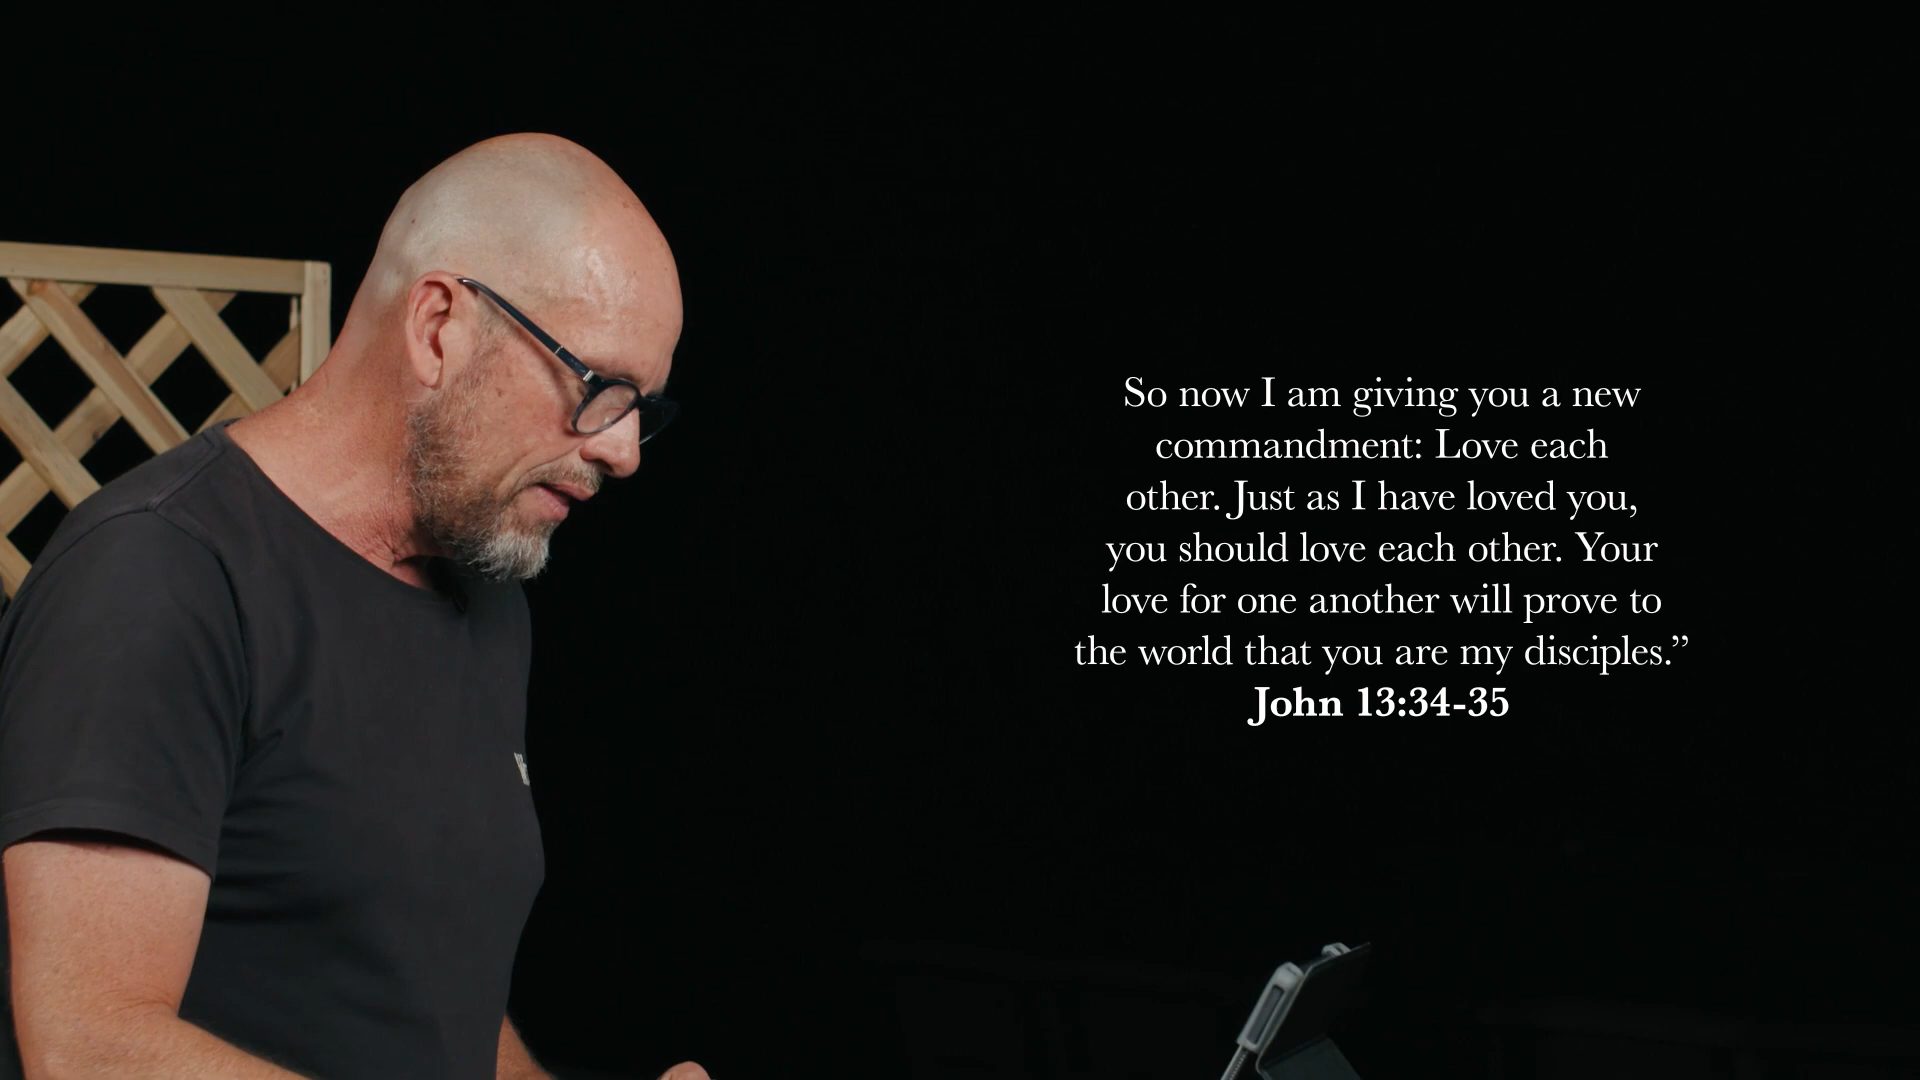 So now I am giving you a new
commandment: Love each
other. Just as I have loved you,
you should love each other. Your
love for one another will prove to
the world that you are my disciples.”
John 13:34-35